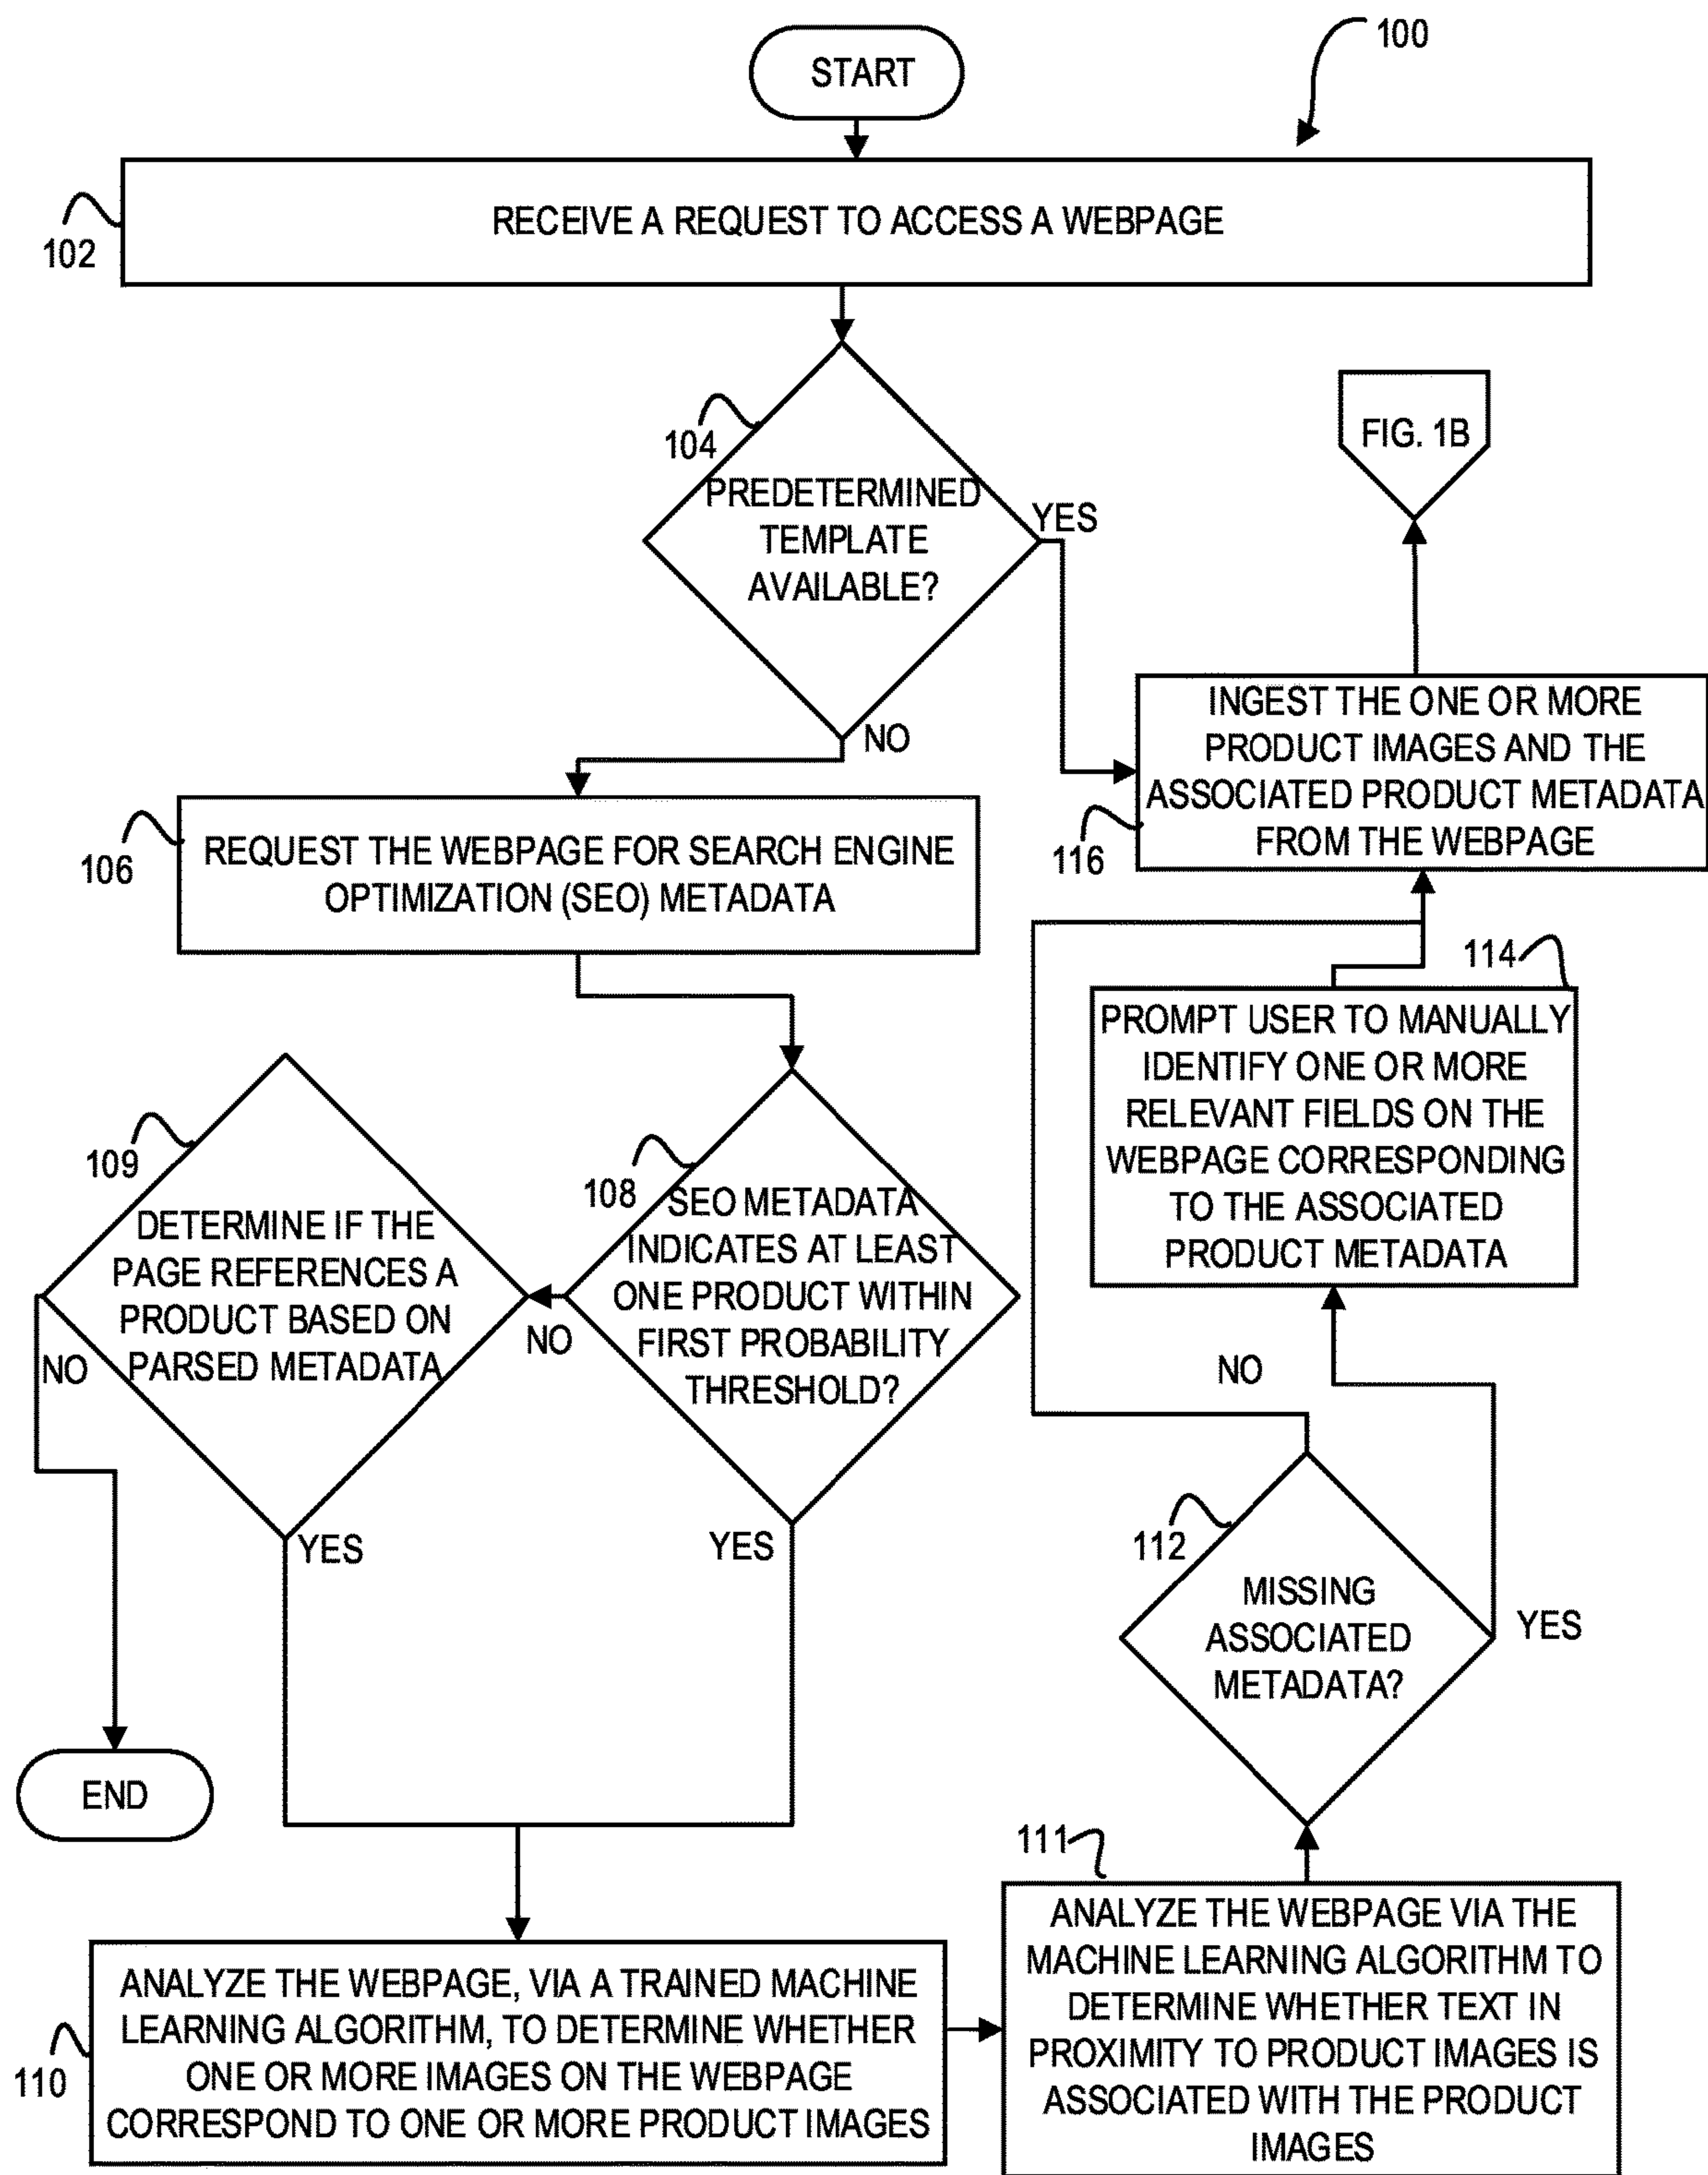 100
START
102
RECEIVE A REQUEST TO ACCESS A WEBPAGE
104
PREDETERMINED
TEMPLATE
AVAILABLE?
YES
NO
FIG. 1B
INGEST THE ONE OR MORE
PRODUCT IMAGES AND THE
ASSOCIATED PRODUCT METADATA
FROM THE WEBPAGE
116
106
REQUEST THE WEBPAGE FOR SEARCH ENGINE
OPTIMIZATION (SEO) METADATA
114
PROMPT USER TO MANUALLY
IDENTIFY ONE OR MORE
RELEVANT FIELDS ON THE
WEBPAGE CORRESPONDING
TO THE ASSOCIATED
PRODUCT METADATA
109
DETERMINE IF THE
PAGE REFERENCES A
PRODUCT BASED ON
PARSED METADATA
NO
YES
108
SEO METADATA
INDICATES AT LEAST
ONE PRODUCT WITHIN
FIRST PROBABILITY
THRESHOLD?
NO
YES
NO
112
MISSING
ASSOCIATED
METADATA?
YES
END
110
ANALYZE THE WEBPAGE, VIA A TRAINED MACHINE
LEARNING ALGORITHM, TO DETERMINE WHETHER
ONE OR MORE IMAGES ON THE WEBPAGE
CORRESPOND TO ONE OR MORE PRODUCT IMAGES
111
ANALYZE THE WEBPAGE VIA THE
MACHINE LEARNING ALGORITHM TO
DETERMINE WHETHER TEXT IN
PROXIMITY TO PRODUCT IMAGES IS
ASSOCIATED WITH THE PRODUCT
IMAGES